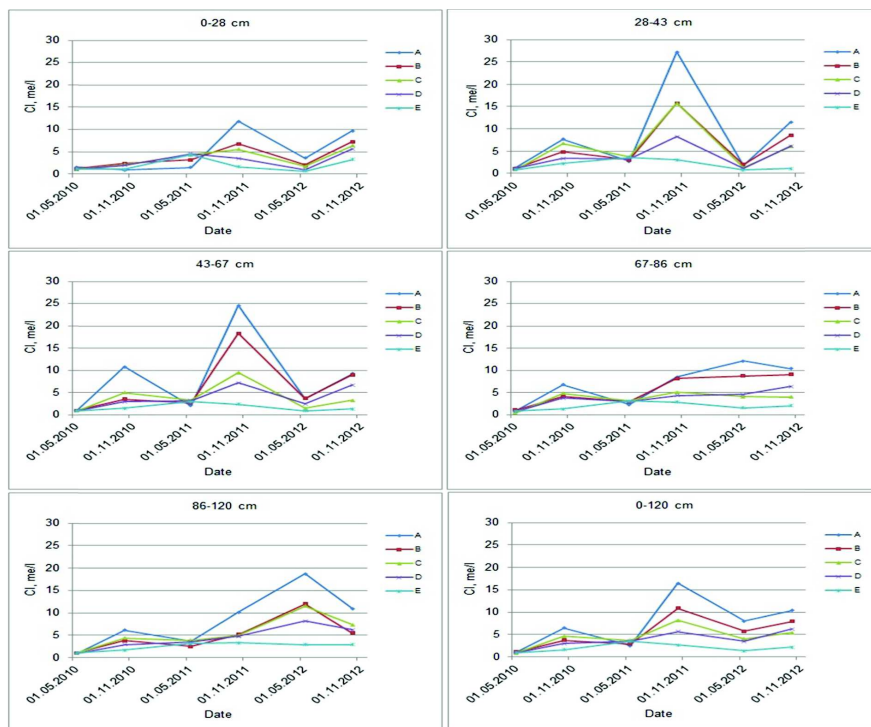 0-28 cm
30
25
20
15
10
5
0
Cl, me/l
A
B
C
D
E
01.05.2010
01.11.2010
01.05.2011
01.11.2011
01.05.2012
01.11.2012
Date
28-43 cm
30
25
20
15
10
5
0
Cl, me/l
A
B
C
D
E
01.05.2010
01.11.2010
01.05.2011
01.11.2011
01.05.2012
01.11.2012
Date
43-67 cm
30
25
20
15
10
5
0
Cl, me/l
A
B
C
D
E
01.05.2010
01.11.2010
01.05.2011
01.11.2011
01.05.2012
01.11.2012
Date
67-86 cm
30
25
20
15
10
5
0
Cl, me/l
A
B
C
D
E
01.05.2010
01.11.2010
01.05.2011
01.11.2011
01.05.2012
01.11.2012
Date
86-120 cm
30
25
20
15
10
5
0
Cl, me/l
A
B
C
D
E
01.05.2010
01.11.2010
01.05.2011
01.11.2011
01.05.2012
01.11.2012
Date
0-120 cm
30
25
20
15
10
5
0
Cl, me/l
A
B
C
D
E
01.05.2010
01.11.2010
01.05.2011
01.11.2011
01.05.2012
01.11.2012
Date